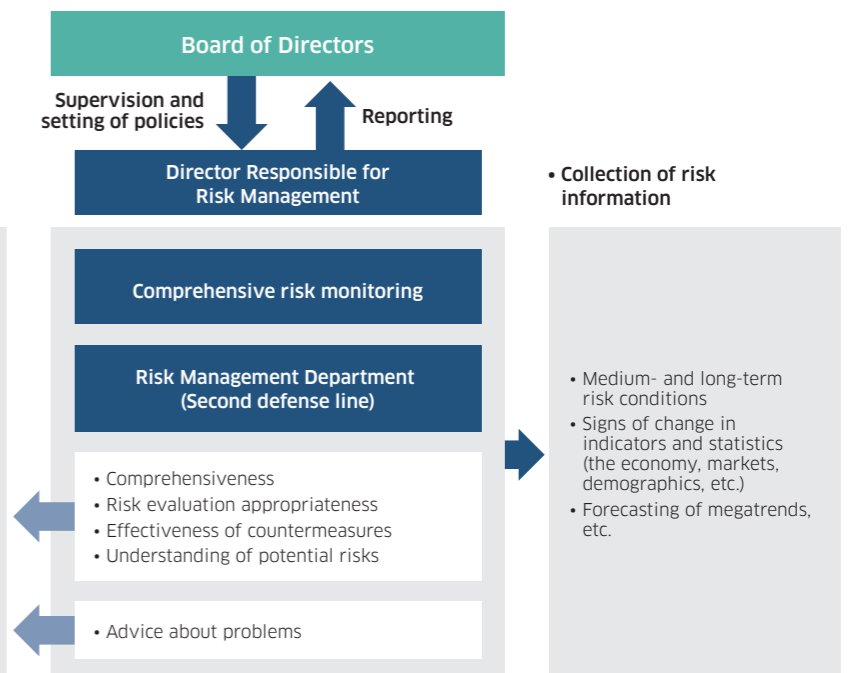 Board of Directors
Supervision and
setting of policies
Reporting
Director Responsible for
Risk Management
• Collection of risk
information
Comprehensive risk monitoring
Risk Management Department
(Second defense line)
• Comprehensiveness
• Risk evaluation appropriateness
• Effectiveness of countermeasures
• Understanding of potential risks
• Advice about problems
• Medium- and long-term
risk conditions
• Signs of change in
indicators and statistics
(the economy, markets,
demographics, etc.)
• Forecasting of megatrends,
etc.